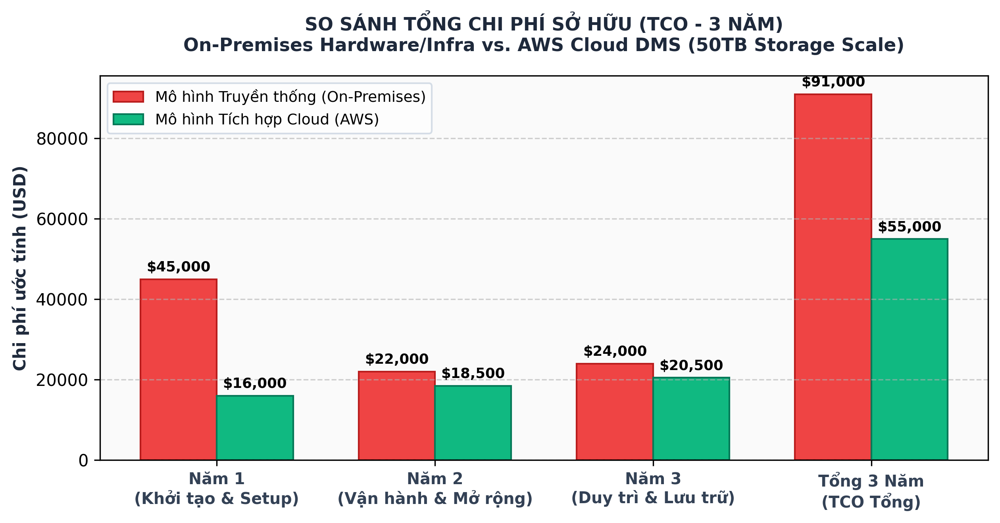 SO SÁNH TỔNG CHI PHÍ SỞ HỮU (TCO - 3 NĂM)
On-Premises Hardware/Infra vs. AWS Cloud DMS (50TB Storage Scale)
Mô hình Truyền thống (On-Premises)
Mô hình Tích hợp Cloud (AWS)
Chi phí ước tính (USD)
80000
60000
40000
20000
0
$45,000
$16,000
$22,000
$18,500
$24,000
$20,500
$91,000
$55,000
Năm 1
(Khởi tạo & Setup)
Năm 2
(Vận hành & Mở rộng)
Năm 3
(Duy trì & Lưu trữ)
Tổng 3 Năm
(TCO Tổng)